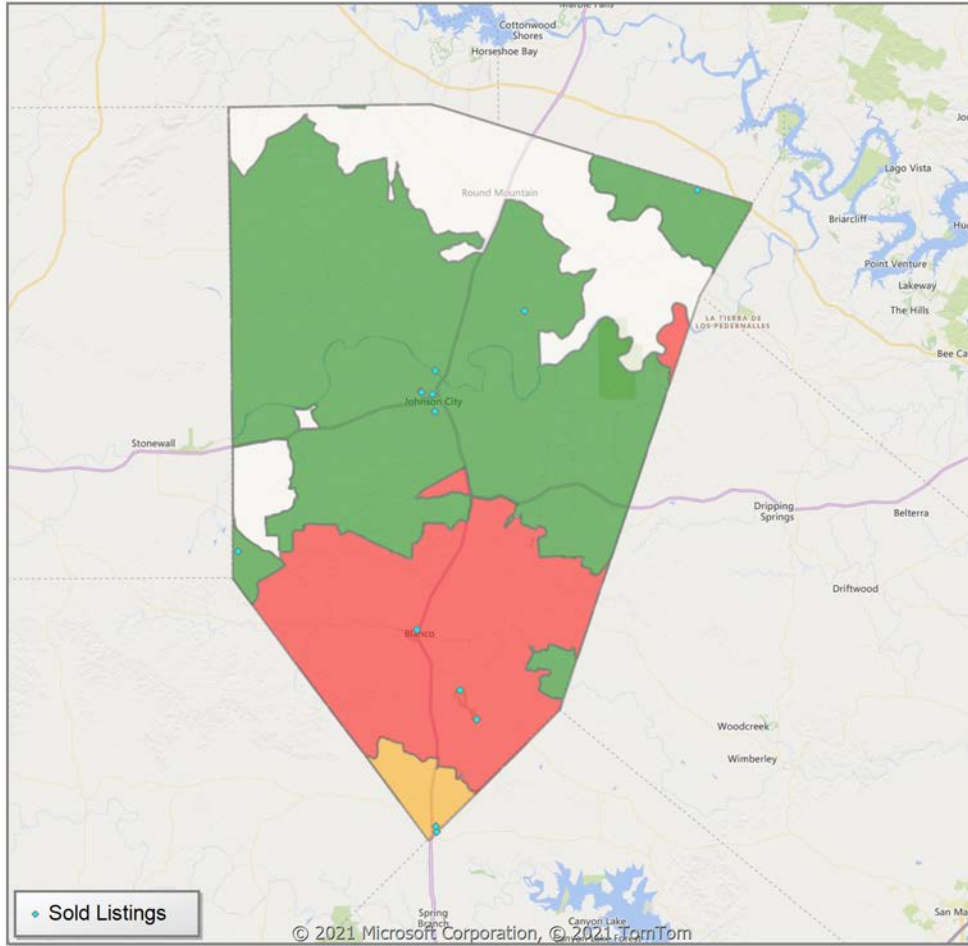 Cottonwood
Shores
Horseshoe Bay
Lago Vista
Round Mountain
Briarcliff
Point Venture
Lakeway
The Hills
LA TIERRA DE
LOS PEDERNALES
Johnson City
Stonewall
Dripping
Springs
Belterra
Driftwood
Blanco
Woodcreek
Wimberley
Sold Listings
Spring
Branch
Canyon Lake
© 2021 Microsoft Corporation, © 2021 TomTom